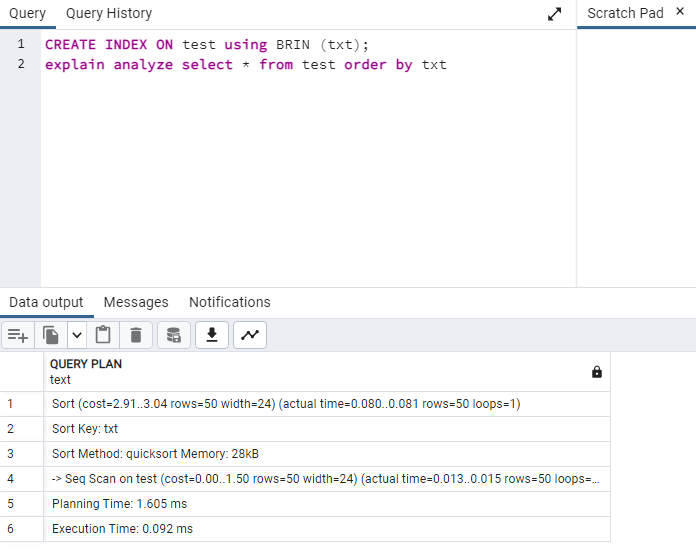 Query Query History Scratch Pad ×
1 CREATE INDEX ON test using BRIN (txt);
2 explain analyze select * from test order by txt
Data output Messages Notifications
QUERY PLAN
text
1 Sort (cost=2.91..3.04 rows=50 width=24) (actual time=0.080..0.081 rows=50 loops=1)
2 Sort Key: txt
3 Sort Method: quicksort Memory: 28kB
4 -> Seq Scan on test (cost=0.00..1.50 rows=50 width=24) (actual time=0.013..0.015 rows=50 loops=...
5 Planning Time: 1.605 ms
6 Execution Time: 0.092 ms